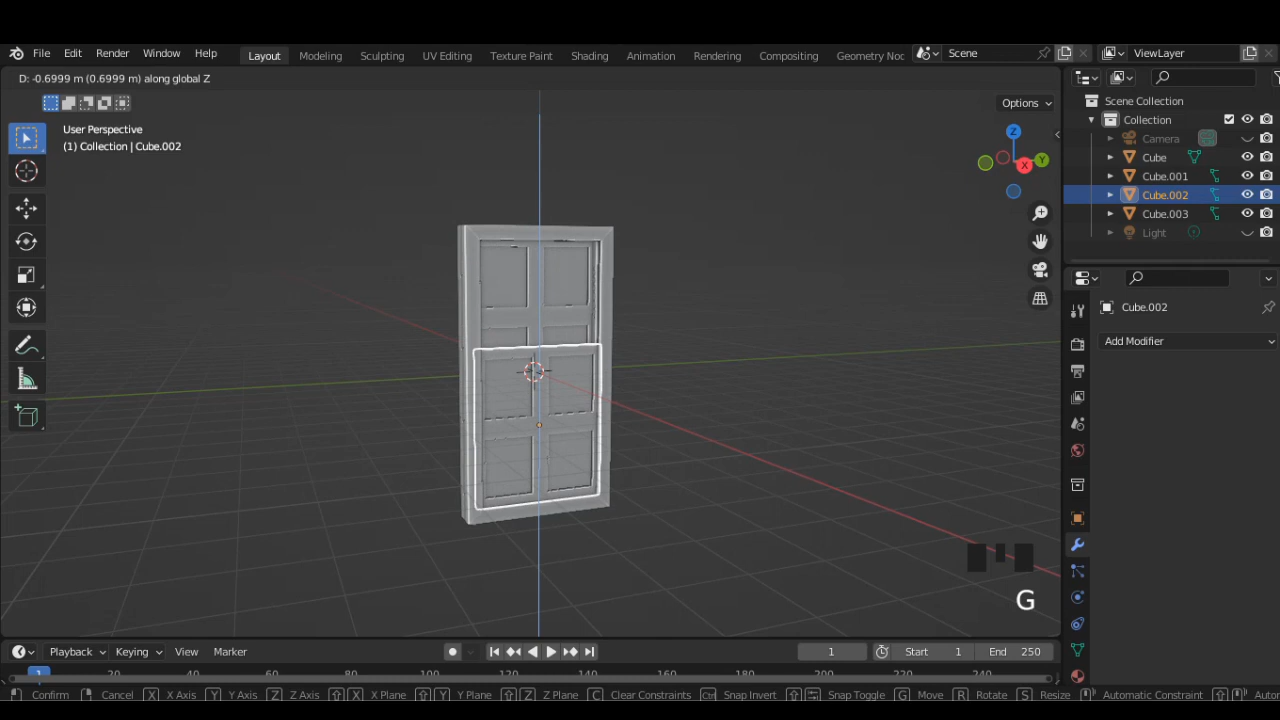 File Edit Render Window Help Layout Modeling Sculpting UV Editing Texture Paint Shading Animation Rendering Compositing Geometry Noc Scene ViewLayer
D: -0.6999 m (0.6999 m) along global Z
Options
User Perspective
(1) Collection | Cube.002
Z
Y
X
Scene Collection
Collection
Camera
Cube
Cube.001
Cube.002
Cube.003
Light
Cube.002
Add Modifier
G
Playback Keying View Marker 1 Start 1 End 250
1 20 40 60 80 100 120 140 160 180 200 220 240
Confirm Cancel X X Axis Y Y Axis Z Z Axis X X Plane Y Y Plane Z Z Plane C Clear Constraints Ctrl Snap Invert Snap Toggle G Move R Rotate S Resize Automatic Constraint Auto